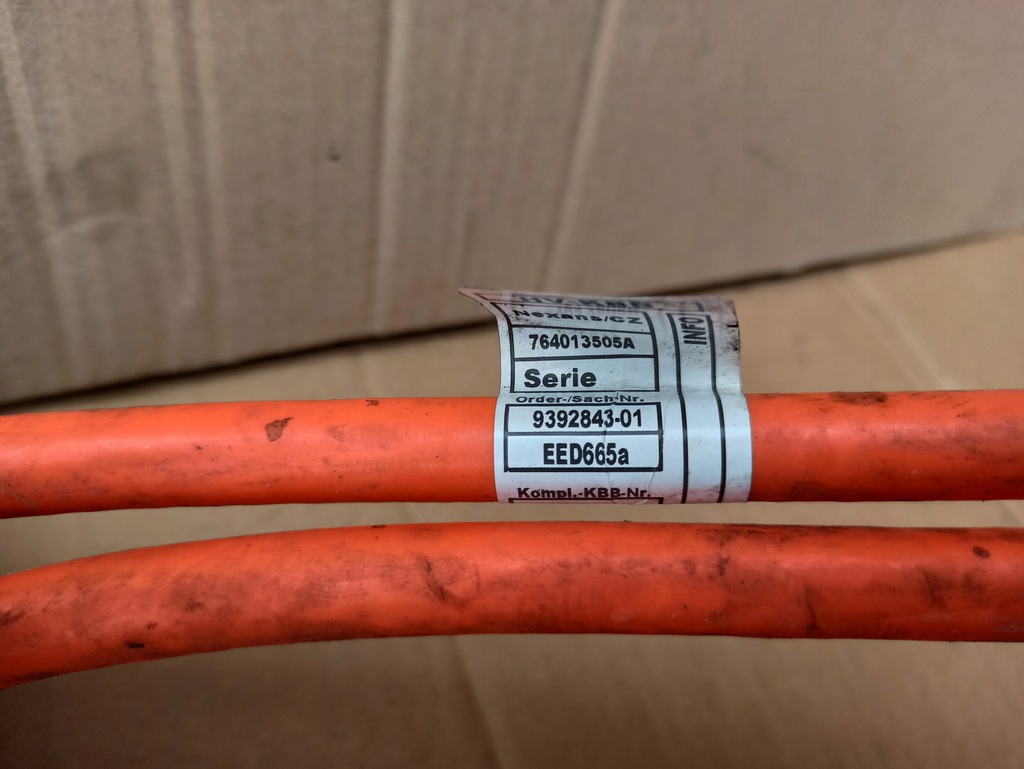 Nexans/CZ
764013505A
Serie
Order-/Sach-Nr.
9392843-01
EED665a
Kompl.-KBB-Nr.
INFO